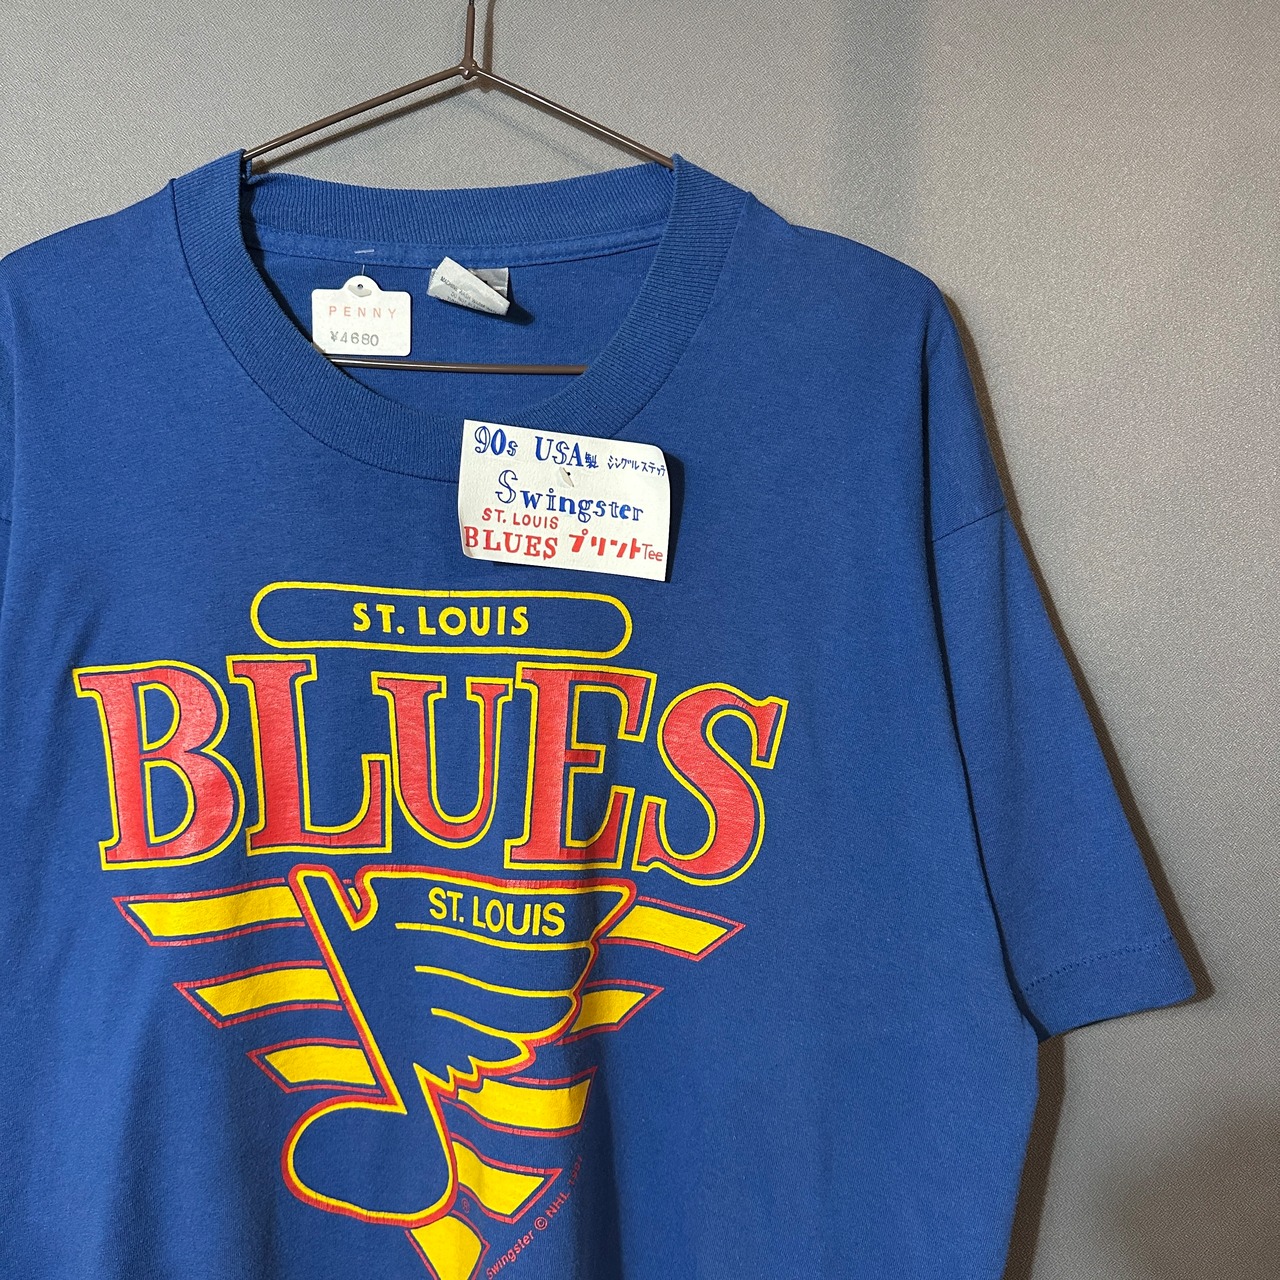 PENNY
¥4680
90s USA製 シングルステッチ
Swingster
ST. LOUIS
BLUES プリントTee
ST. LOUIS
BLUES
ST. LOUIS
Swingster © NHL 1991